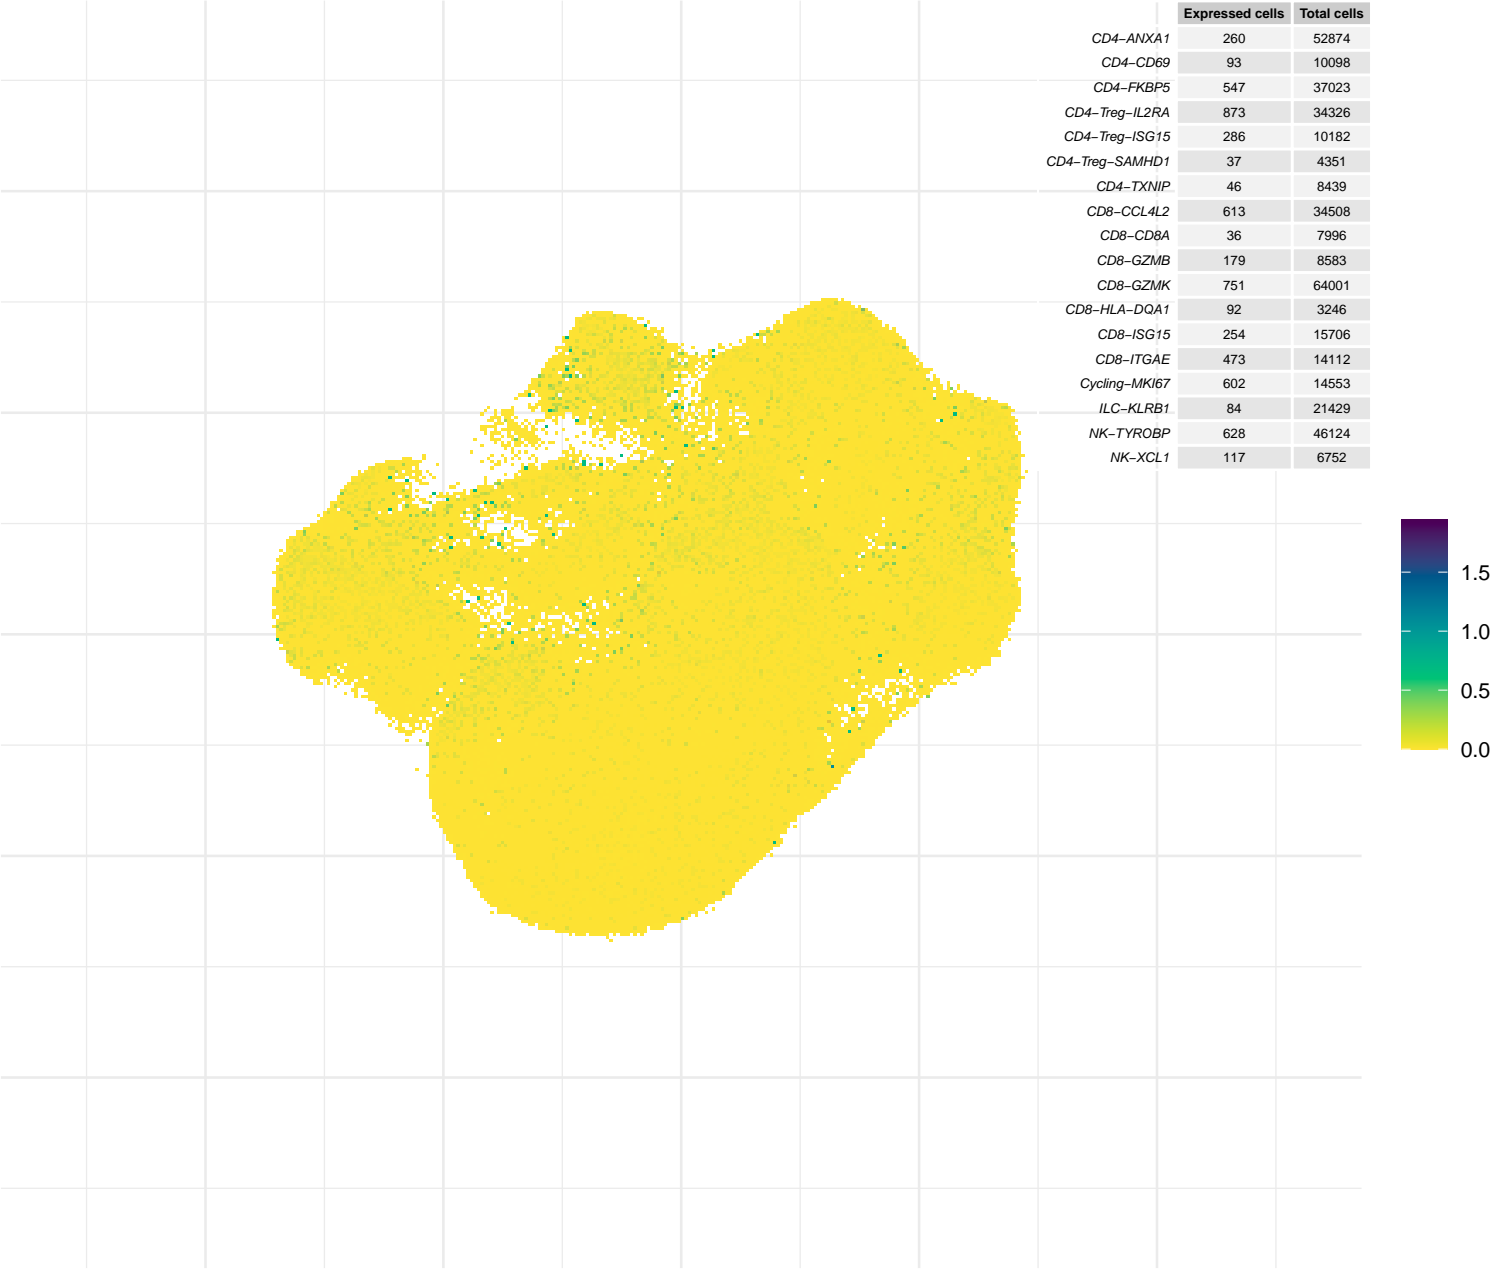 Expressed cells Total cells
CD4−ANXA1 260 52874
CD4−CD69 93 10098
CD4−FKBP5 547 37023
CD4−Treg−IL2RA 873 34326
CD4−Treg−ISG15 286 10182
CD4−Treg−SAMHD1 37 4351
CD4−TXNIP 46 8439
CD8−CCL4L2 613 34508
CD8−CD8A 36 7996
CD8−GZMB 179 8583
CD8−GZMK 751 64001
CD8−HLA−DQA1 92 3246
CD8−ISG15 254 15706
CD8−ITGAE 473 14112
Cycling−MKI67 602 14553
ILC−KLRB1 84 21429
NK−TYROBP 628 46124
NK−XCL1 117 6752
1.5
1.0
0.5
0.0